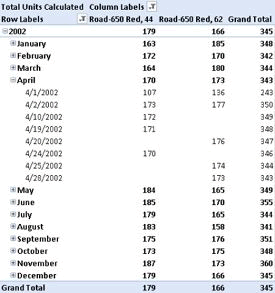 Total Units Calculated Column Labels
Row Labels Road-650 Red, 44 Road-650 Red, 62 Grand Total
2002 179 166 345
January 163 185 348
February 172 170 342
March 164 180 344
April 170 173 343
4/1/2002 107 136 243
4/2/2002 173 177 350
4/10/2002 172 349
4/19/2002 171 348
4/20/2002 176 347
4/24/2002 170 346
4/25/2002 174 344
4/28/2002 173 343
May 184 165 349
June 185 170 355
July 179 165 344
August 183 158 341
September 175 176 351
October 173 175 348
November 187 173 360
December 179 166 345
Grand Total 179 166 345